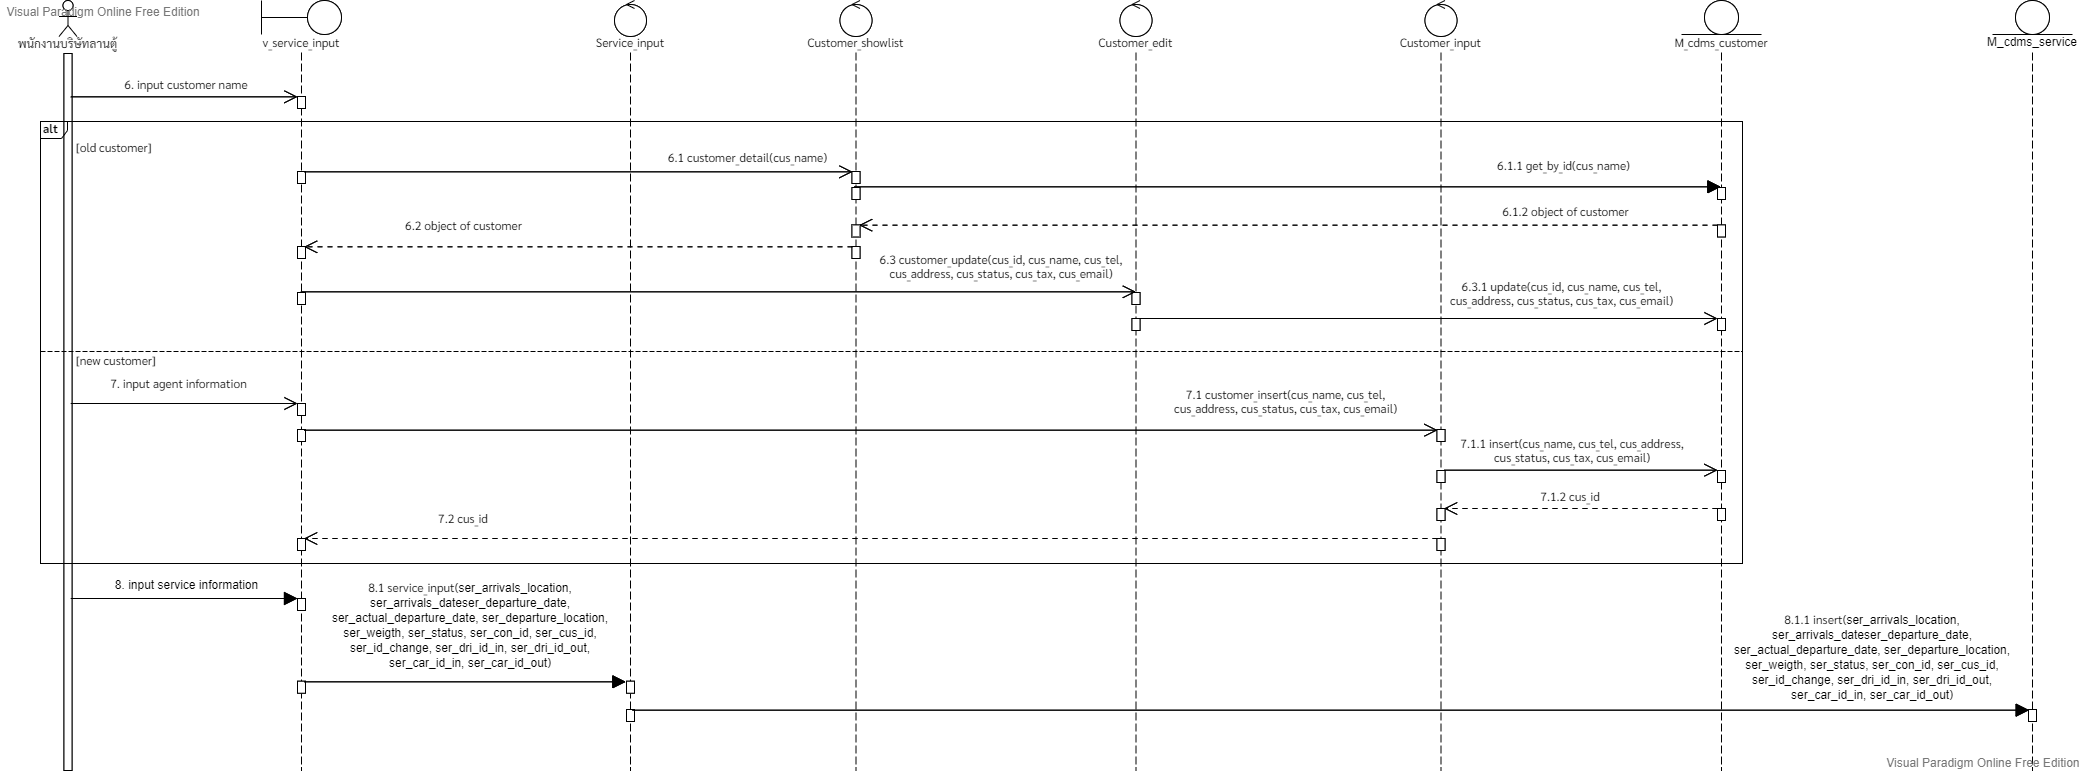 Visual Paradigm Online Free Edition
พนักงานบริษัทลานตู้
v_service_input
Service_input
Customer_showlist
Customer_edit
Customer_input
M_cdms_customer
M_cdms_service
6. input customer name
alt
[old customer]
6.1 customer_detail(cus_name)
6.1.1 get_by_id(cus_name)
6.1.2 object of customer
6.2 object of customer
6.3 customer_update(cus_id, cus_name, cus_tel,
cus_address, cus_status, cus_tax, cus_email)
6.3.1 update(cus_id, cus_name, cus_tel,
cus_address, cus_status, cus_tax, cus_email)
[new customer]
7. input agent information
7.1 customer_insert(cus_name, cus_tel,
cus_address, cus_status, cus_tax, cus_email)
7.1.1 insert(cus_name, cus_tel, cus_address,
cus_status, cus_tax, cus_email)
7.1.2 cus_id
7.2 cus_id
8. input service information
8.1 service_input(ser_arrivals_location,
ser_arrivals_dateser_departure_date,
ser_actual_departure_date, ser_departure_location,
ser_weigth, ser_status, ser_con_id, ser_cus_id,
ser_id_change, ser_dri_id_in, ser_dri_id_out,
ser_car_id_in, ser_car_id_out)
8.1.1 insert(ser_arrivals_location,
ser_arrivals_dateser_departure_date,
ser_actual_departure_date, ser_departure_location,
ser_weigth, ser_status, ser_con_id, ser_cus_id,
ser_id_change, ser_dri_id_in, ser_dri_id_out,
ser_car_id_in, ser_car_id_out)
Visual Paradigm Online Free Edition